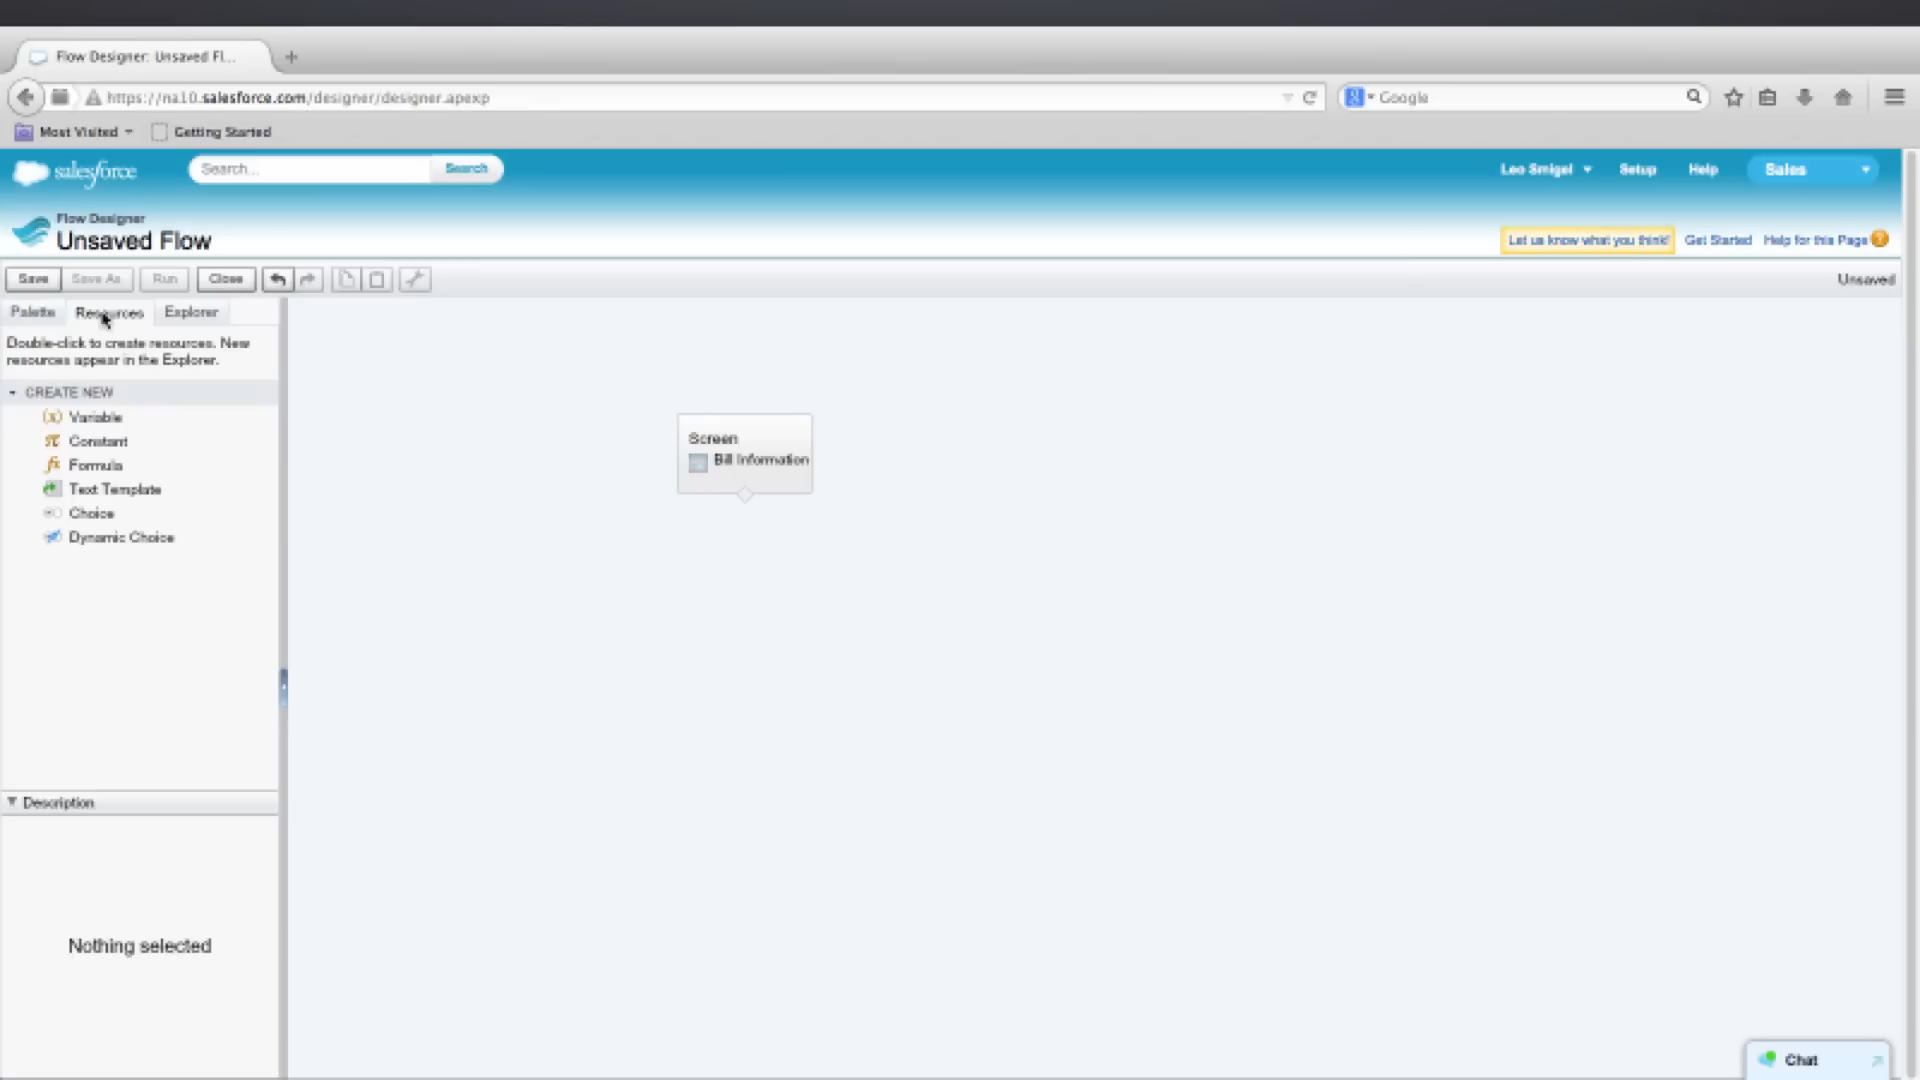 Flow Designer: Unsaved Fl...
https://na10.salesforce.com/designer/designer.apexp
Google
Most Visited
Getting Started
salesforce
Search...
Search
Leo Smigel
Setup
Help
Sales
Flow Designer
Unsaved Flow
Let us know what you think!
Get Started
Help for this Page
Save
Save As
Run
Close
Unsaved
Palette
Resources
Explorer
Double-click to create resources. New
resources appear in the Explorer.
CREATE NEW
Variable
Constant
Formula
Text Template
Choice
Dynamic Choice
Screen
Bill Information
Description
Nothing selected
Chat